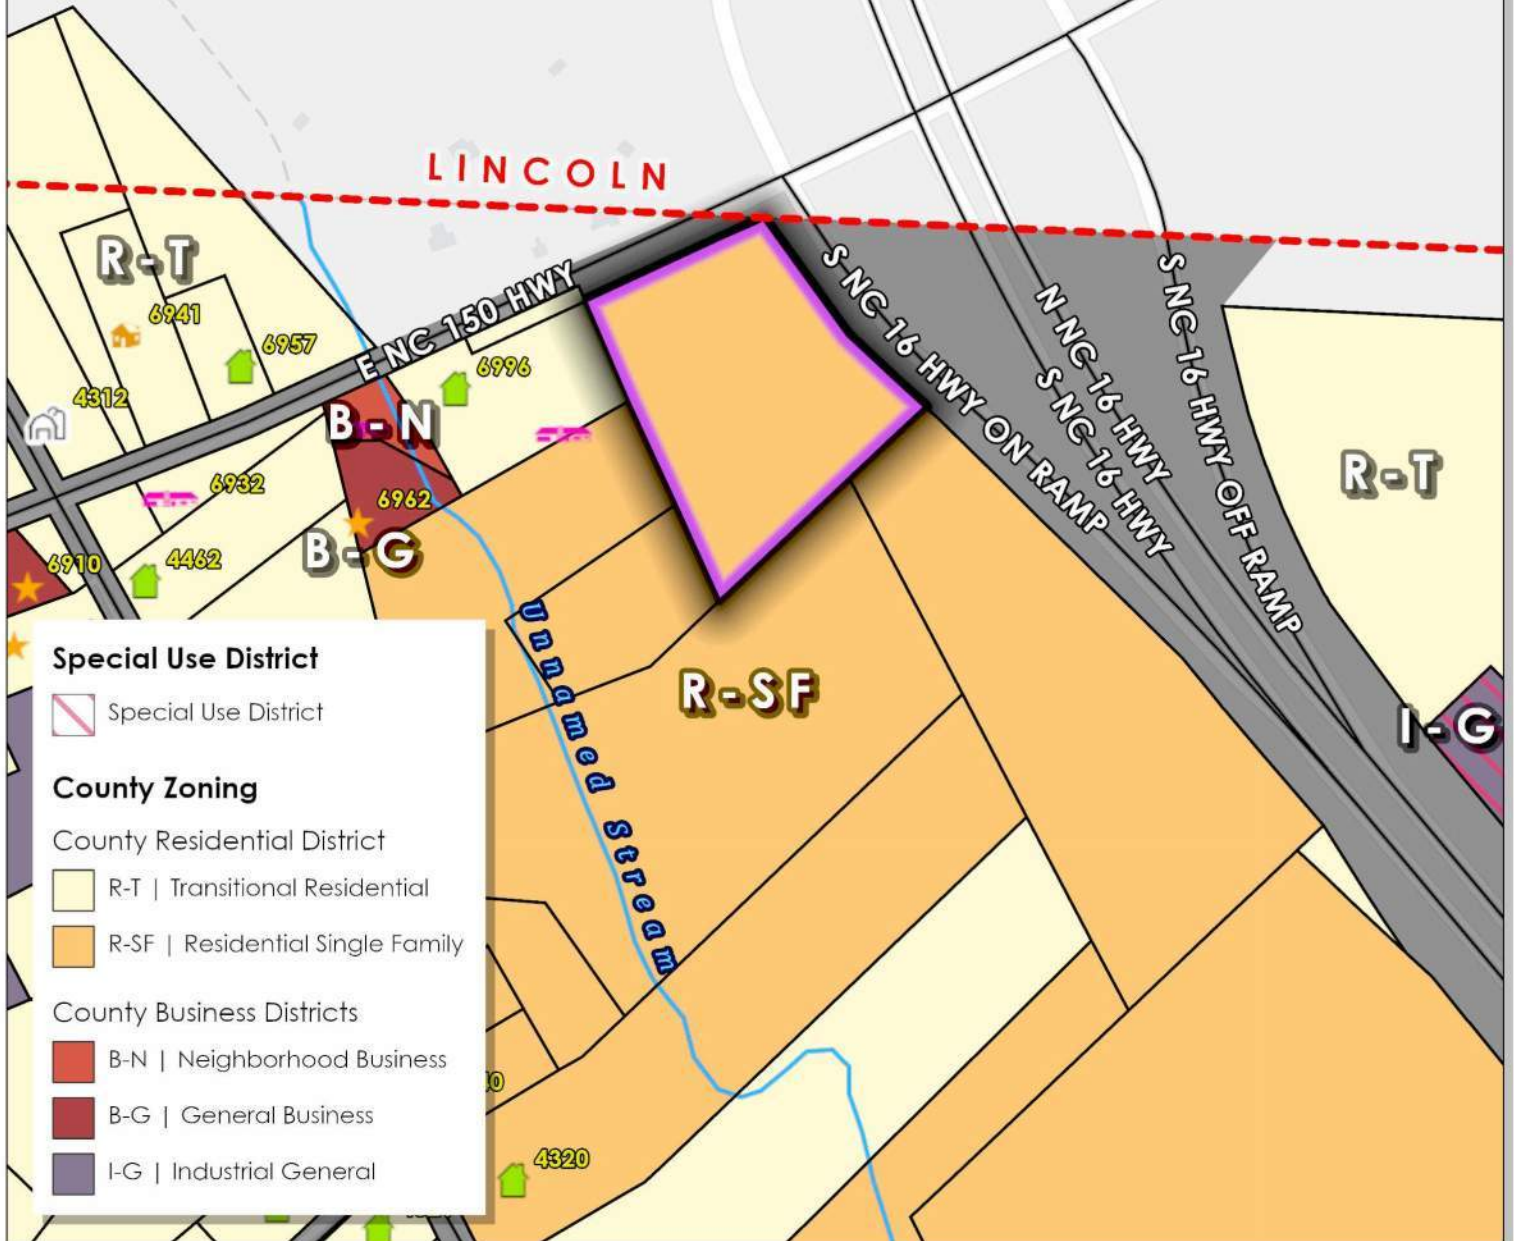 LINCOLN
R-T
6941
6957
4312
E NC 150 HWY
6996
B-N
6932
6962
B-G
6910
4462
S NC 16 HWY ON RAMP
N NC 16 HWY
S NC 16 HWY
S NC 16 HWY OFF RAMP
R-T
I-G
R-SF
Unnamed Stream
4320
Special Use District
Special Use District
County Zoning
County Residential District
R-T | Transitional Residential
R-SF | Residential Single Family
County Business Districts
B-N | Neighborhood Business
B-G | General Business
I-G | Industrial General